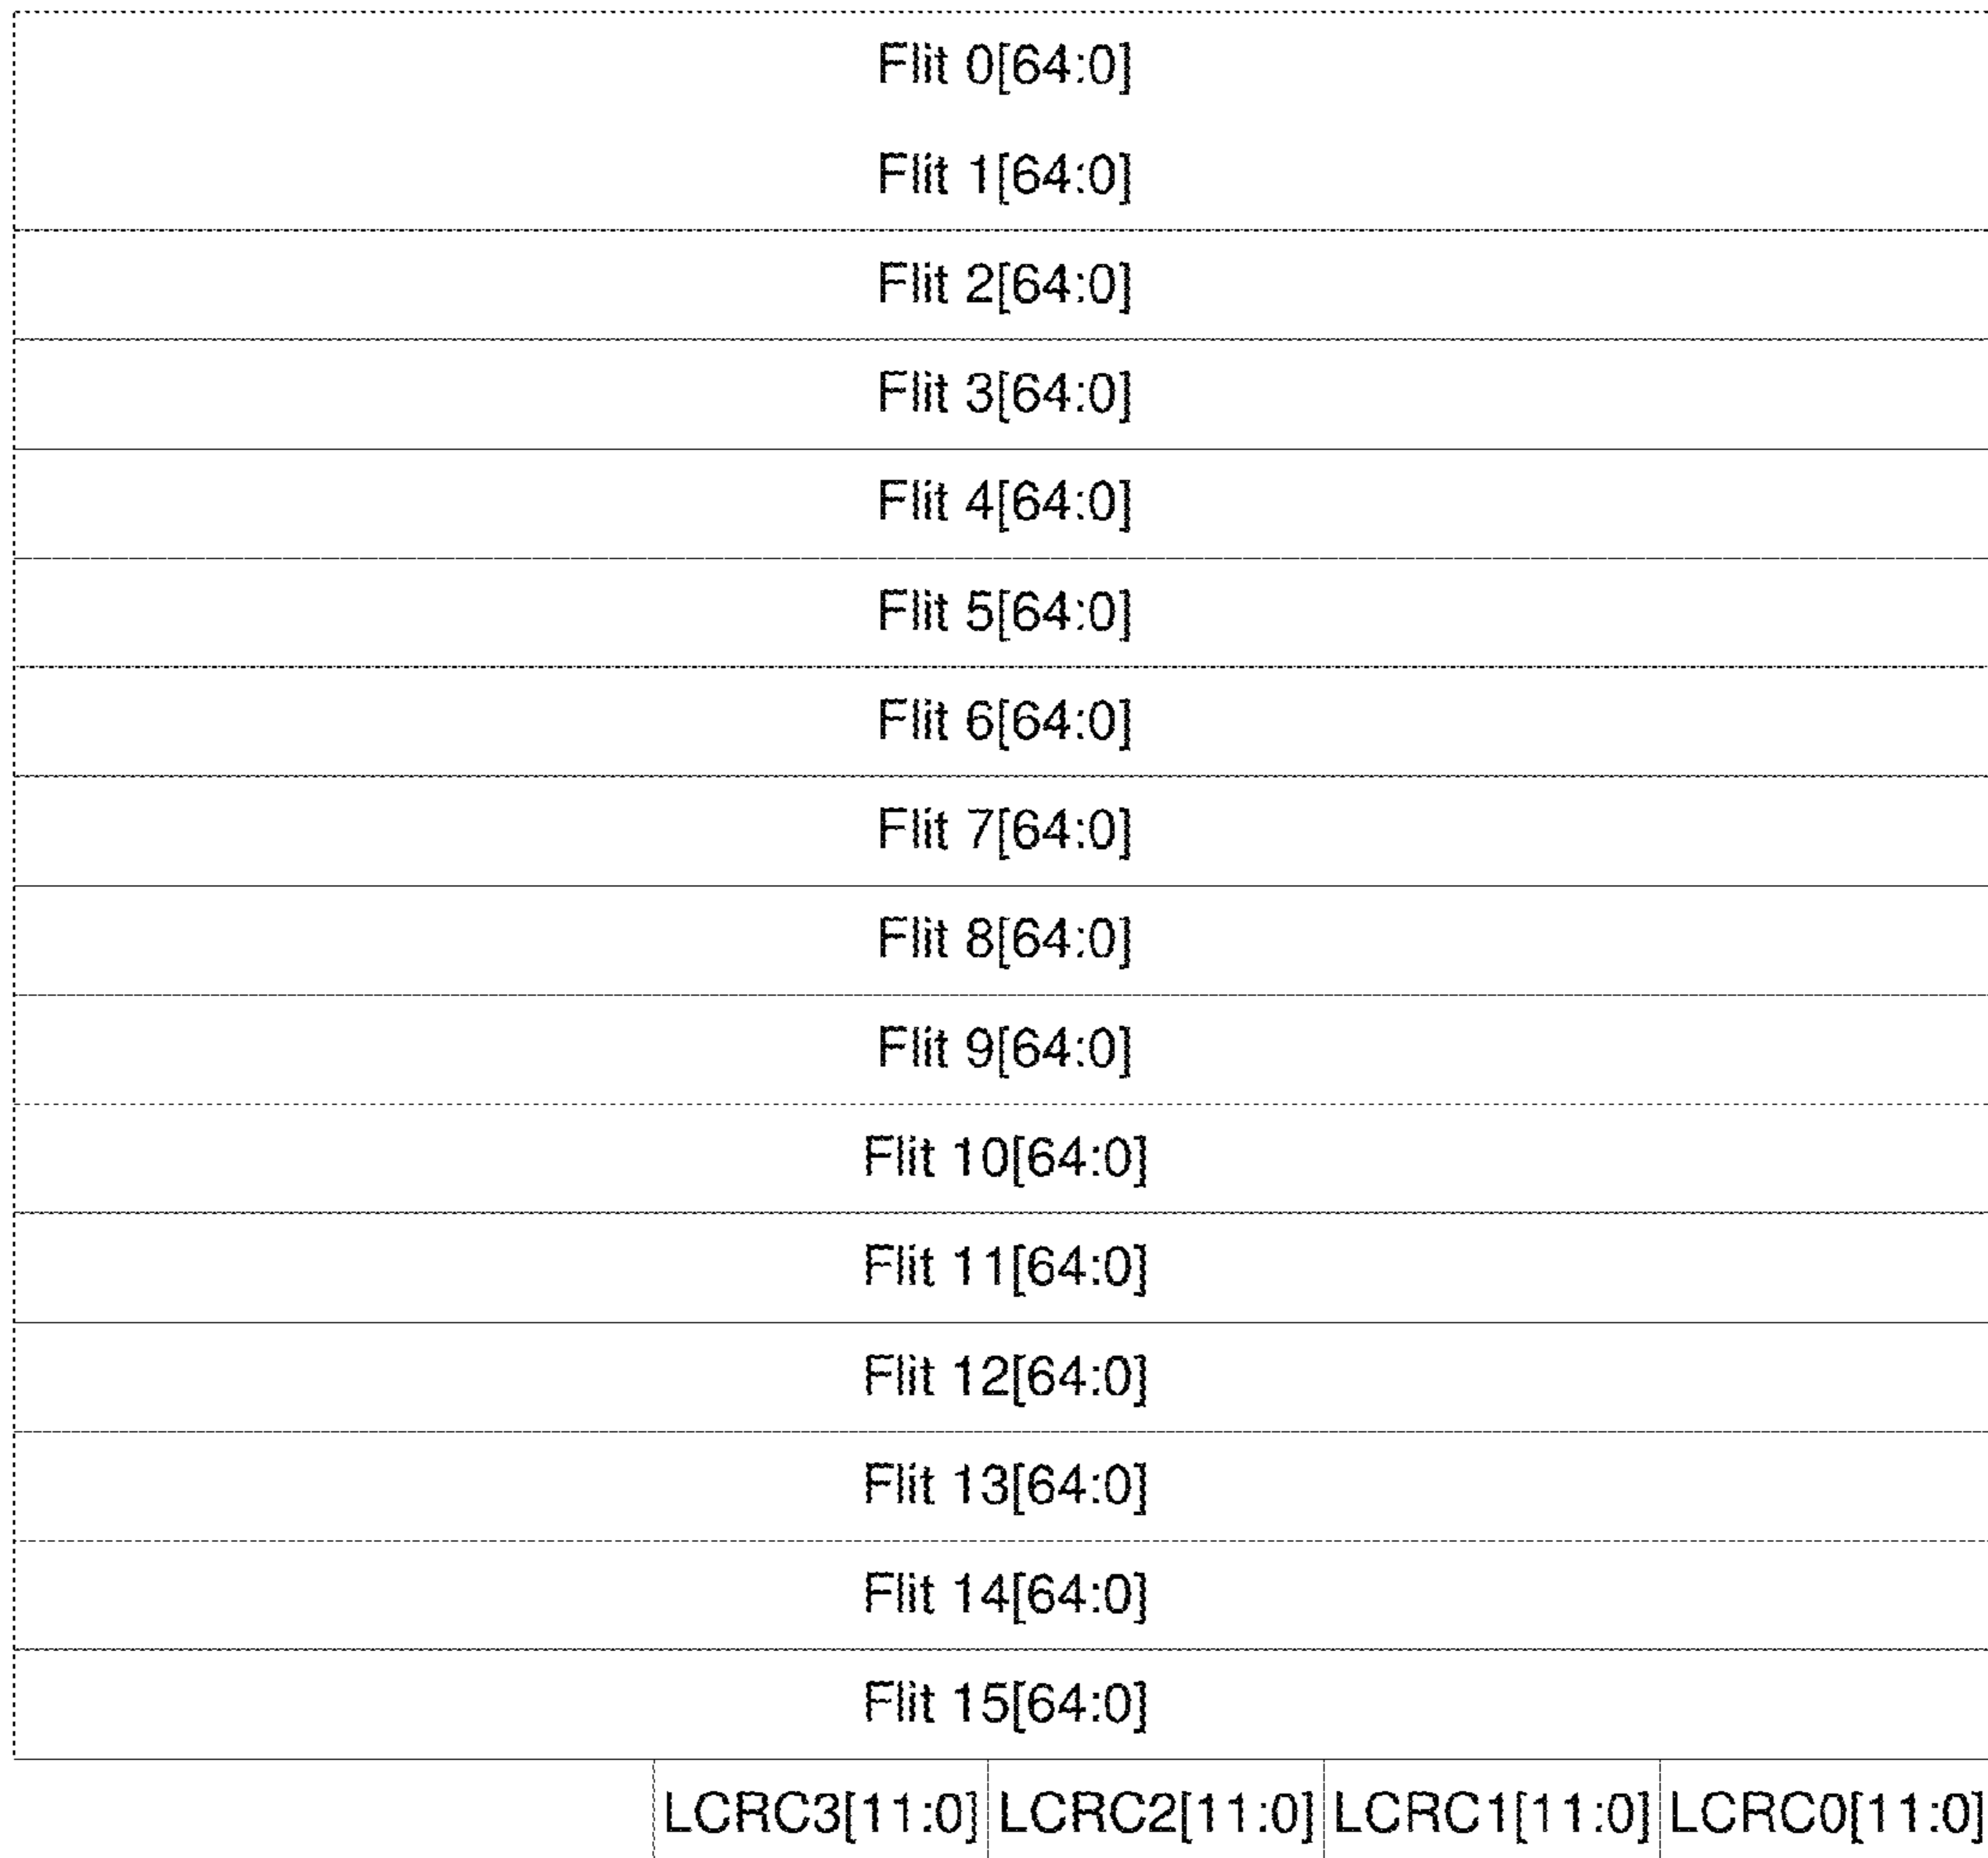 Flit 0[64:0]
Flit 1[64:0]
Flit 2[64:0]
Flit 3[64:0]
Flit 4[64:0]
Flit 5[64:0]
Flit 6[64:0]
Flit 7[64:0]
Flit 8[64:0]
Flit 9[64:0]
Flit 10[64:0]
Flit 11[64:0]
Flit 12[64:0]
Flit 13[64:0]
Flit 14[64:0]
Flit 15[64:0]
LCRC3[11:0] LCRC2[11:0] LCRC1[11:0] LCRC0[11:0]